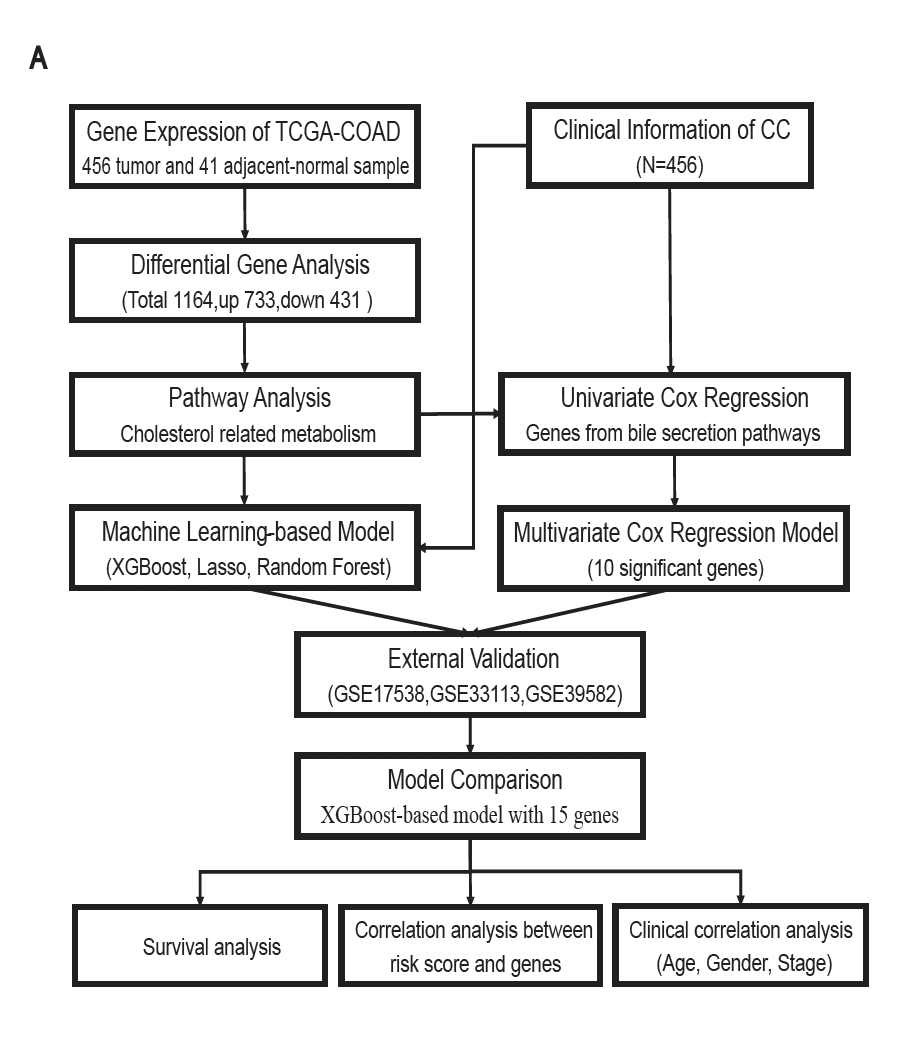 A
Gene Expression of TCGA-COAD
456 tumor and 41 adjacent-normal sample
Clinical Information of CC
(N=456)
Differential Gene Analysis
(Total 1164,up 733,down 431 )
Pathway Analysis
Cholesterol related metabolism
Univariate Cox Regression
Genes from bile secretion pathways
Machine Learning-based Model
(XGBoost, Lasso, Random Forest)
Multivariate Cox Regression Model
(10 significant genes)
External Validation
(GSE17538,GSE33113,GSE39582)
Model Comparison
XGBoost-based model with 15 genes
Survival analysis
Correlation analysis between
risk score and genes
Clinical correlation analysis
(Age, Gender, Stage)